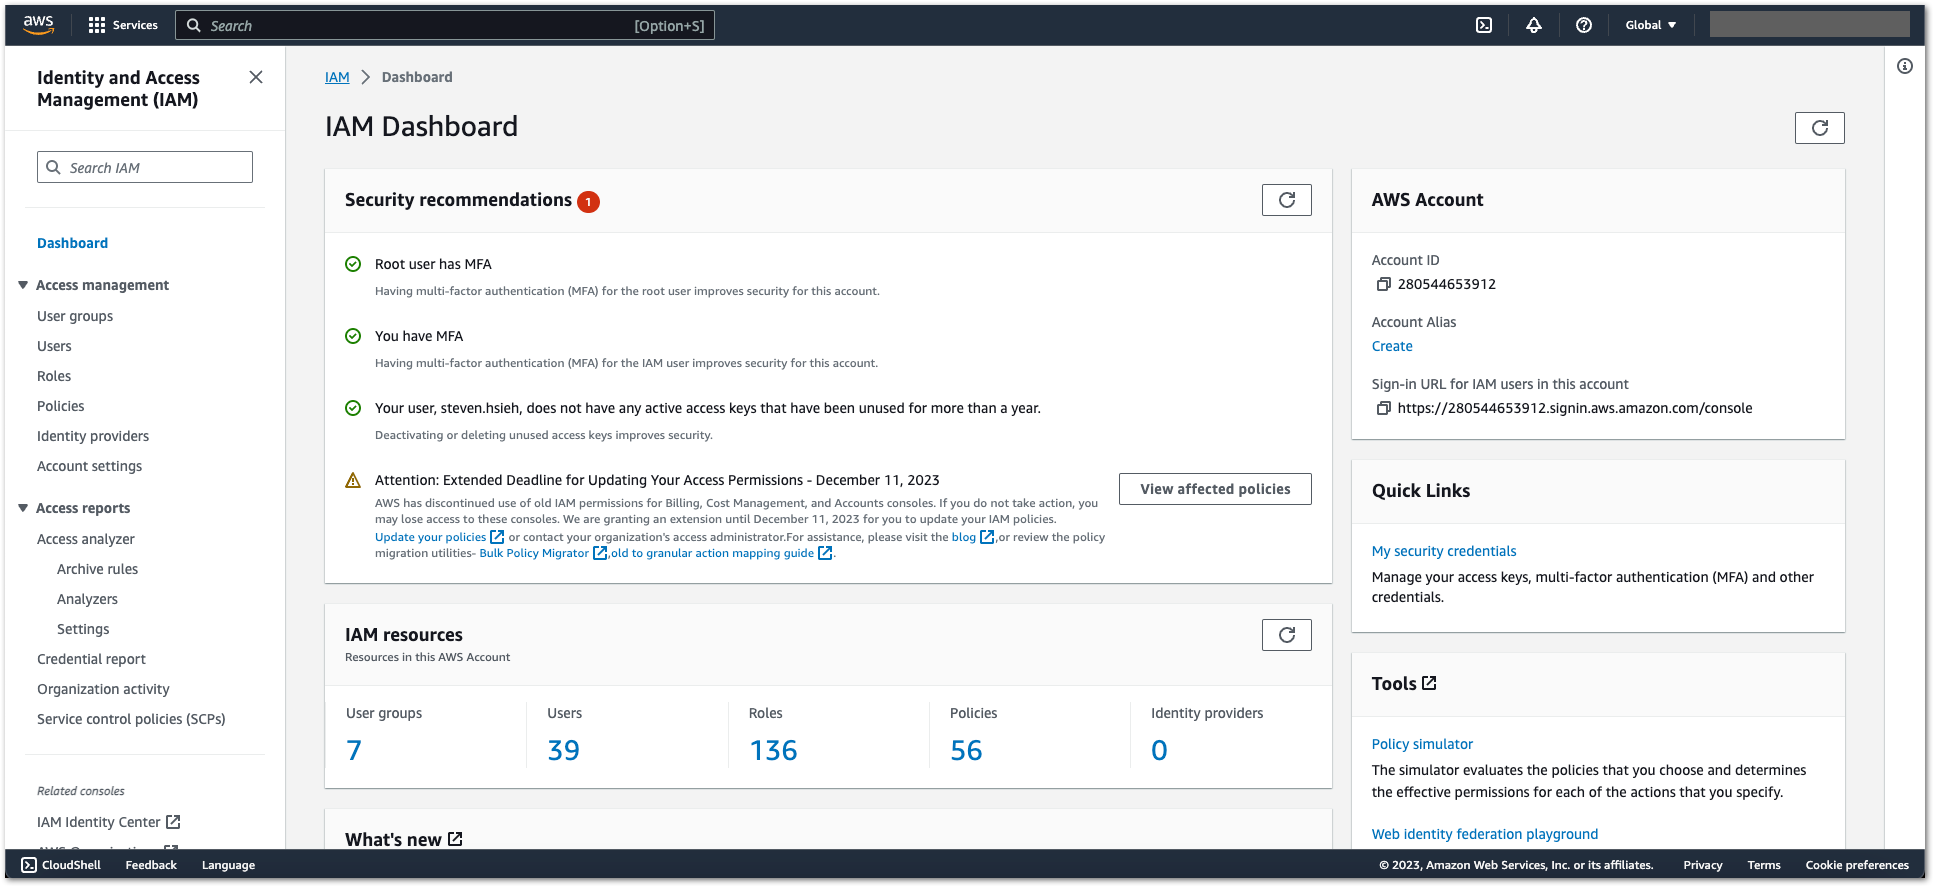 aws
Services
Search
[Option+S]
Global
Identity and Access
Management (IAM)
Search IAM
Dashboard
Access management
User groups
Users
Roles
Policies
Identity providers
Account settings
Access reports
Access analyzer
Archive rules
Analyzers
Settings
Credential report
Organization activity
Service control policies (SCPs)
Related consoles
IAM Identity Center
IAM > Dashboard
IAM Dashboard
Security recommendations 1
Root user has MFA
Having multi-factor authentication (MFA) for the root user improves security for this account.
You have MFA
Having multi-factor authentication (MFA) for the IAM user improves security for this account.
Your user, steven.hsieh, does not have any active access keys that have been unused for more than a year.
Deactivating or deleting unused access keys improves security.
Attention: Extended Deadline for Updating Your Access Permissions - December 11, 2023
AWS has discontinued use of old IAM permissions for Billing, Cost Management, and Accounts consoles. If you do not take action, you
may lose access to these consoles. We are granting an extension until December 11, 2023 for you to update your IAM policies.
Update your policies or contact your organization's access administrator.For assistance, please visit the blog ,or review the policy
migration utilities- Bulk Policy Migrator ,old to granular action mapping guide .
View affected policies
IAM resources
Resources in this AWS Account
User groups
7
Users
39
Roles
136
Policies
56
Identity providers
0
What's new
AWS Account
Account ID
280544653912
Account Alias
Create
Sign-in URL for IAM users in this account
https://280544653912.signin.aws.amazon.com/console
Quick Links
My security credentials
Manage your access keys, multi-factor authentication (MFA) and other
credentials.
Tools
Policy simulator
The simulator evaluates the policies that you choose and determines
the effective permissions for each of the actions that you specify.
Web identity federation playground
CloudShell
Feedback
Language
© 2023, Amazon Web Services, Inc. or its affiliates.
Privacy
Terms
Cookie preferences